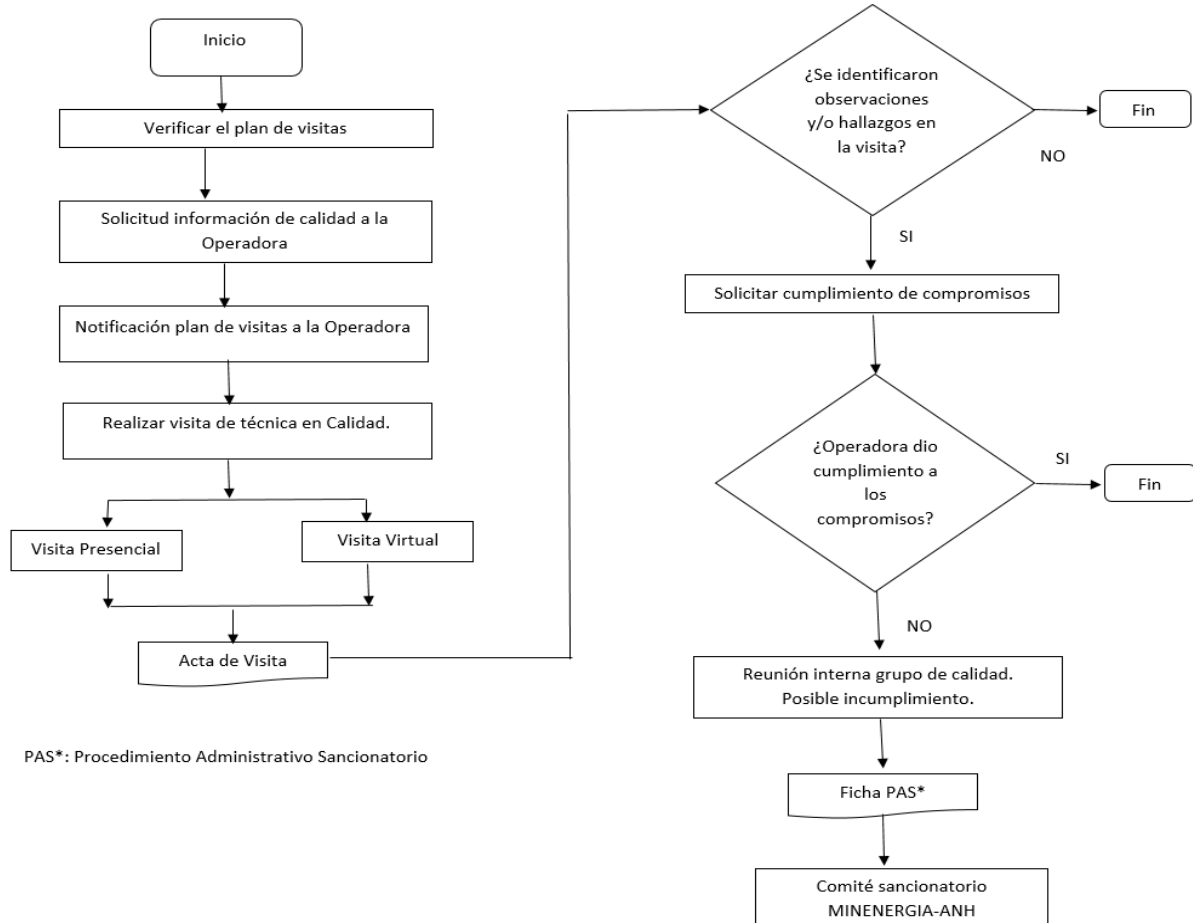 Inicio
Verificar el plan de visitas
Solicitud información de calidad a la
Operadora
Notificación plan de visitas a la Operadora
Realizar visita de técnica en Calidad.
Visita Presencial
Visita Virtual
Acta de Visita
PAS*: Procedimiento Administrativo Sancionatorio
¿Se identificaron
observaciones
y/o hallazgos en
la visita?
Fin
NO
SI
Solicitar cumplimiento de compromisos
¿Operadora dio
cumplimiento a
los
compromisos?
SI
Fin
NO
Reunión interna grupo de calidad.
Posible incumplimiento.
Ficha PAS*
Comité sancionatorio
MINENERGIA-ANH